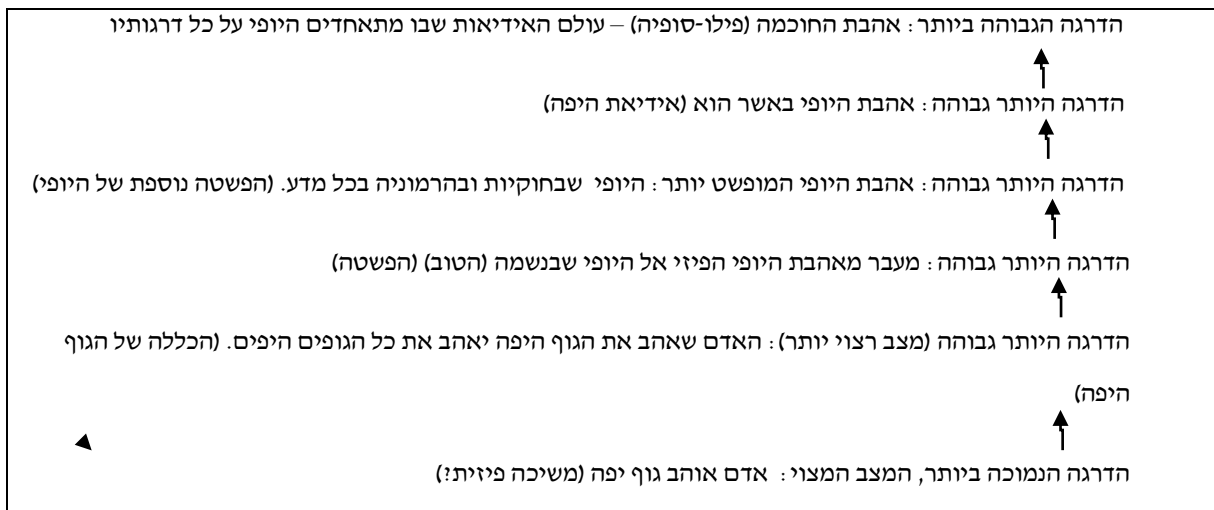 הדרגה הגבוהה ביותר: אהבת החוכמה (פילו-סופיה) – עולם האידיאות שבו מתאחדים היופי על כל דרגותיו
הדרגה היותר גבוהה: אהבת היופי באשר הוא (אידיאת היפה)
הדרגה היותר גבוהה: אהבת היופי המופשט יותר: היופי שבחוקיות ובהרמוניה בכל מדע. (הפשטה נוספת של היופי)
הדרגה היותר גבוהה: מעבר מאהבת היופי הפיזי אל היופי שבנשמה (הטוב) (הפשטה)
הדרגה היותר גבוהה (מצב רצוי יותר): האדם שאהב את הגוף היפה יאהב את כל הגופים היפים. (הכללה של הגוף
היפה)
הדרגה הנמוכה ביותר, המצב המצוי: אדם אוהב גוף יפה (משיכה פיזית?)